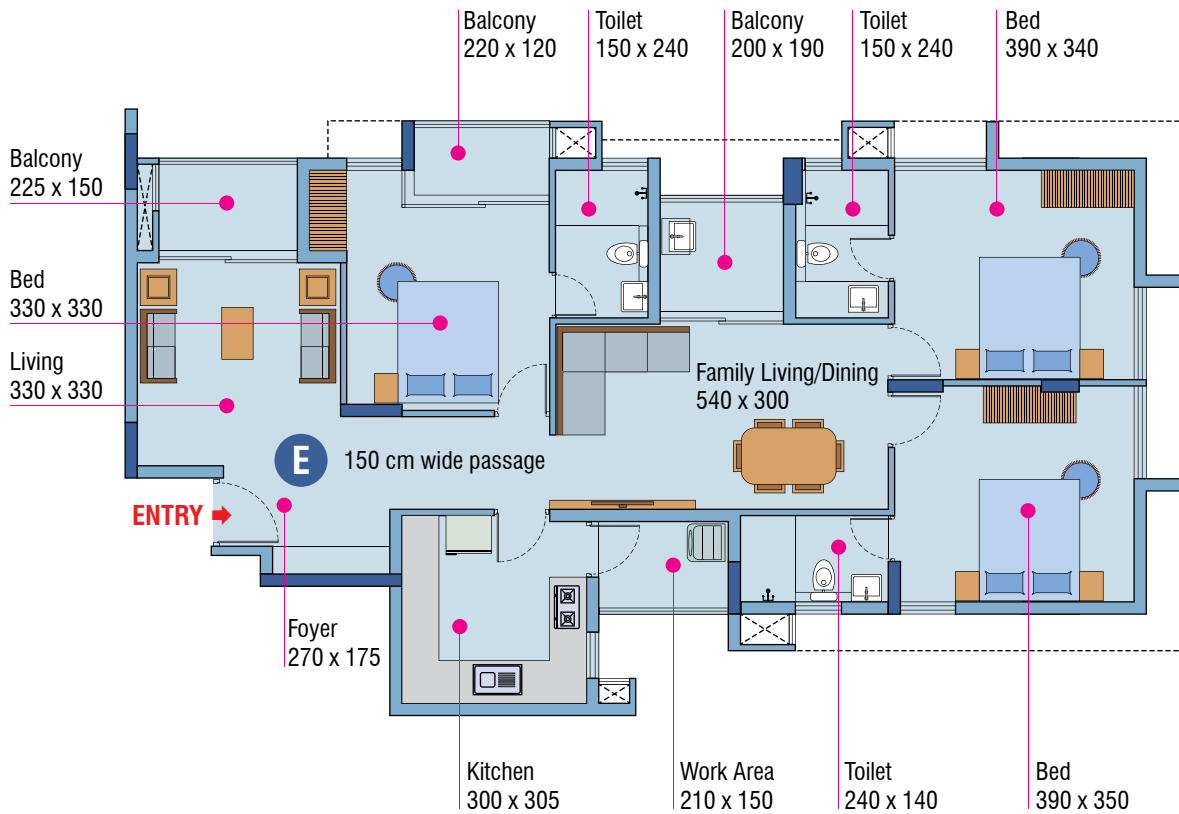 Balcony
220 x 120
Toilet
150 x 240
Balcony
200 x 190
Toilet
150 x 240
Bed
390 x 340
Balcony
225 x 150
Bed
330 x 330
Living
330 x 330
Family Living/Dining
540 x 300
E
150 cm wide passage
ENTRY
Foyer
270 x 175
Kitchen
300 x 305
Work Area
210 x 150
Toilet
240 x 140
Bed
390 x 350